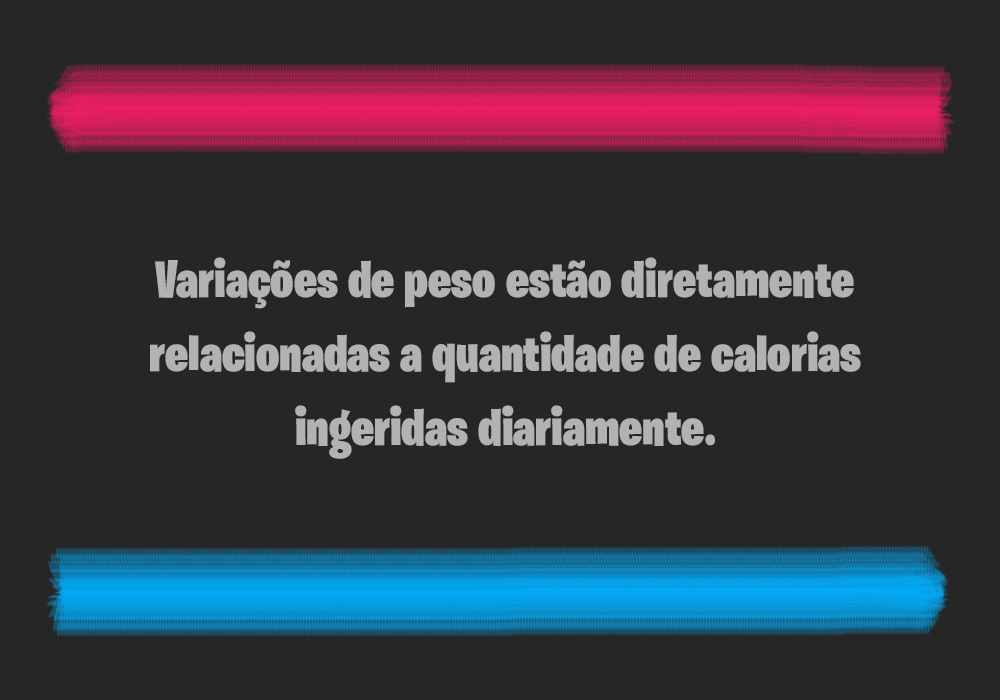 Variações de peso estão diretamente
relacionadas a quantidade de calorias
ingeridas diariamente.